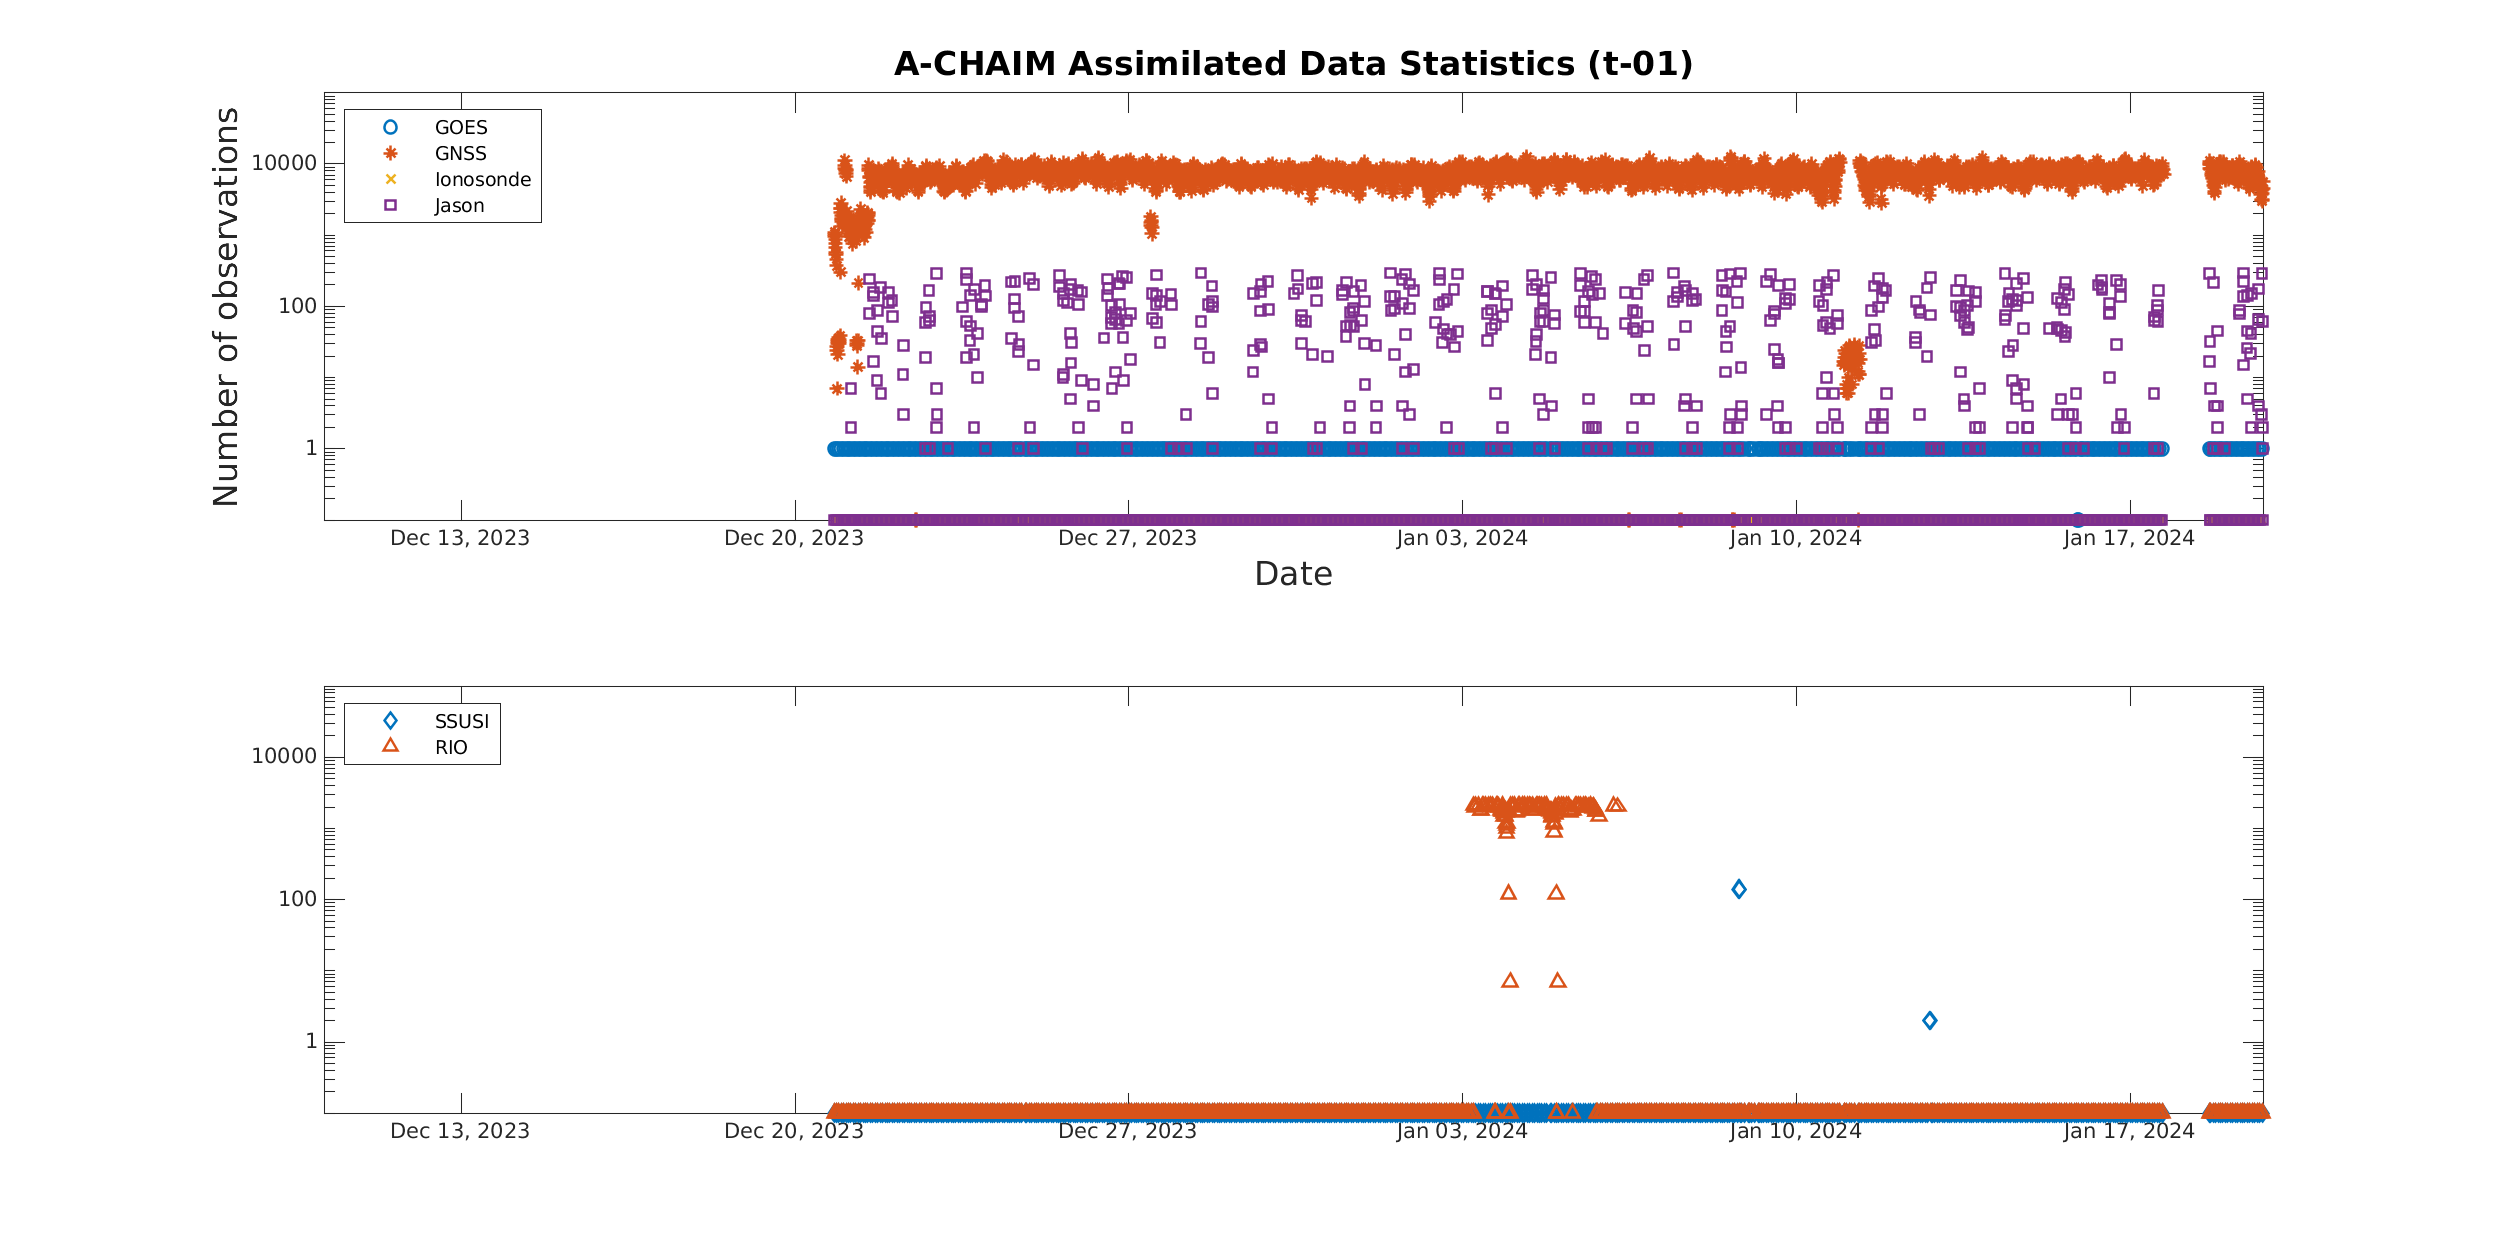 A-CHAIM Assimilated Data Statistics (t-01)
Number of observations
10000
100
1
GOES
GNSS
Ionosonde
Jason
Dec 13, 2023
Dec 20, 2023
Dec 27, 2023
Jan 03, 2024
Jan 10, 2024
Jan 17, 2024
Date
10000
100
1
SSUSI
RIO
Dec 13, 2023
Dec 20, 2023
Dec 27, 2023
Jan 03, 2024
Jan 10, 2024
Jan 17, 2024